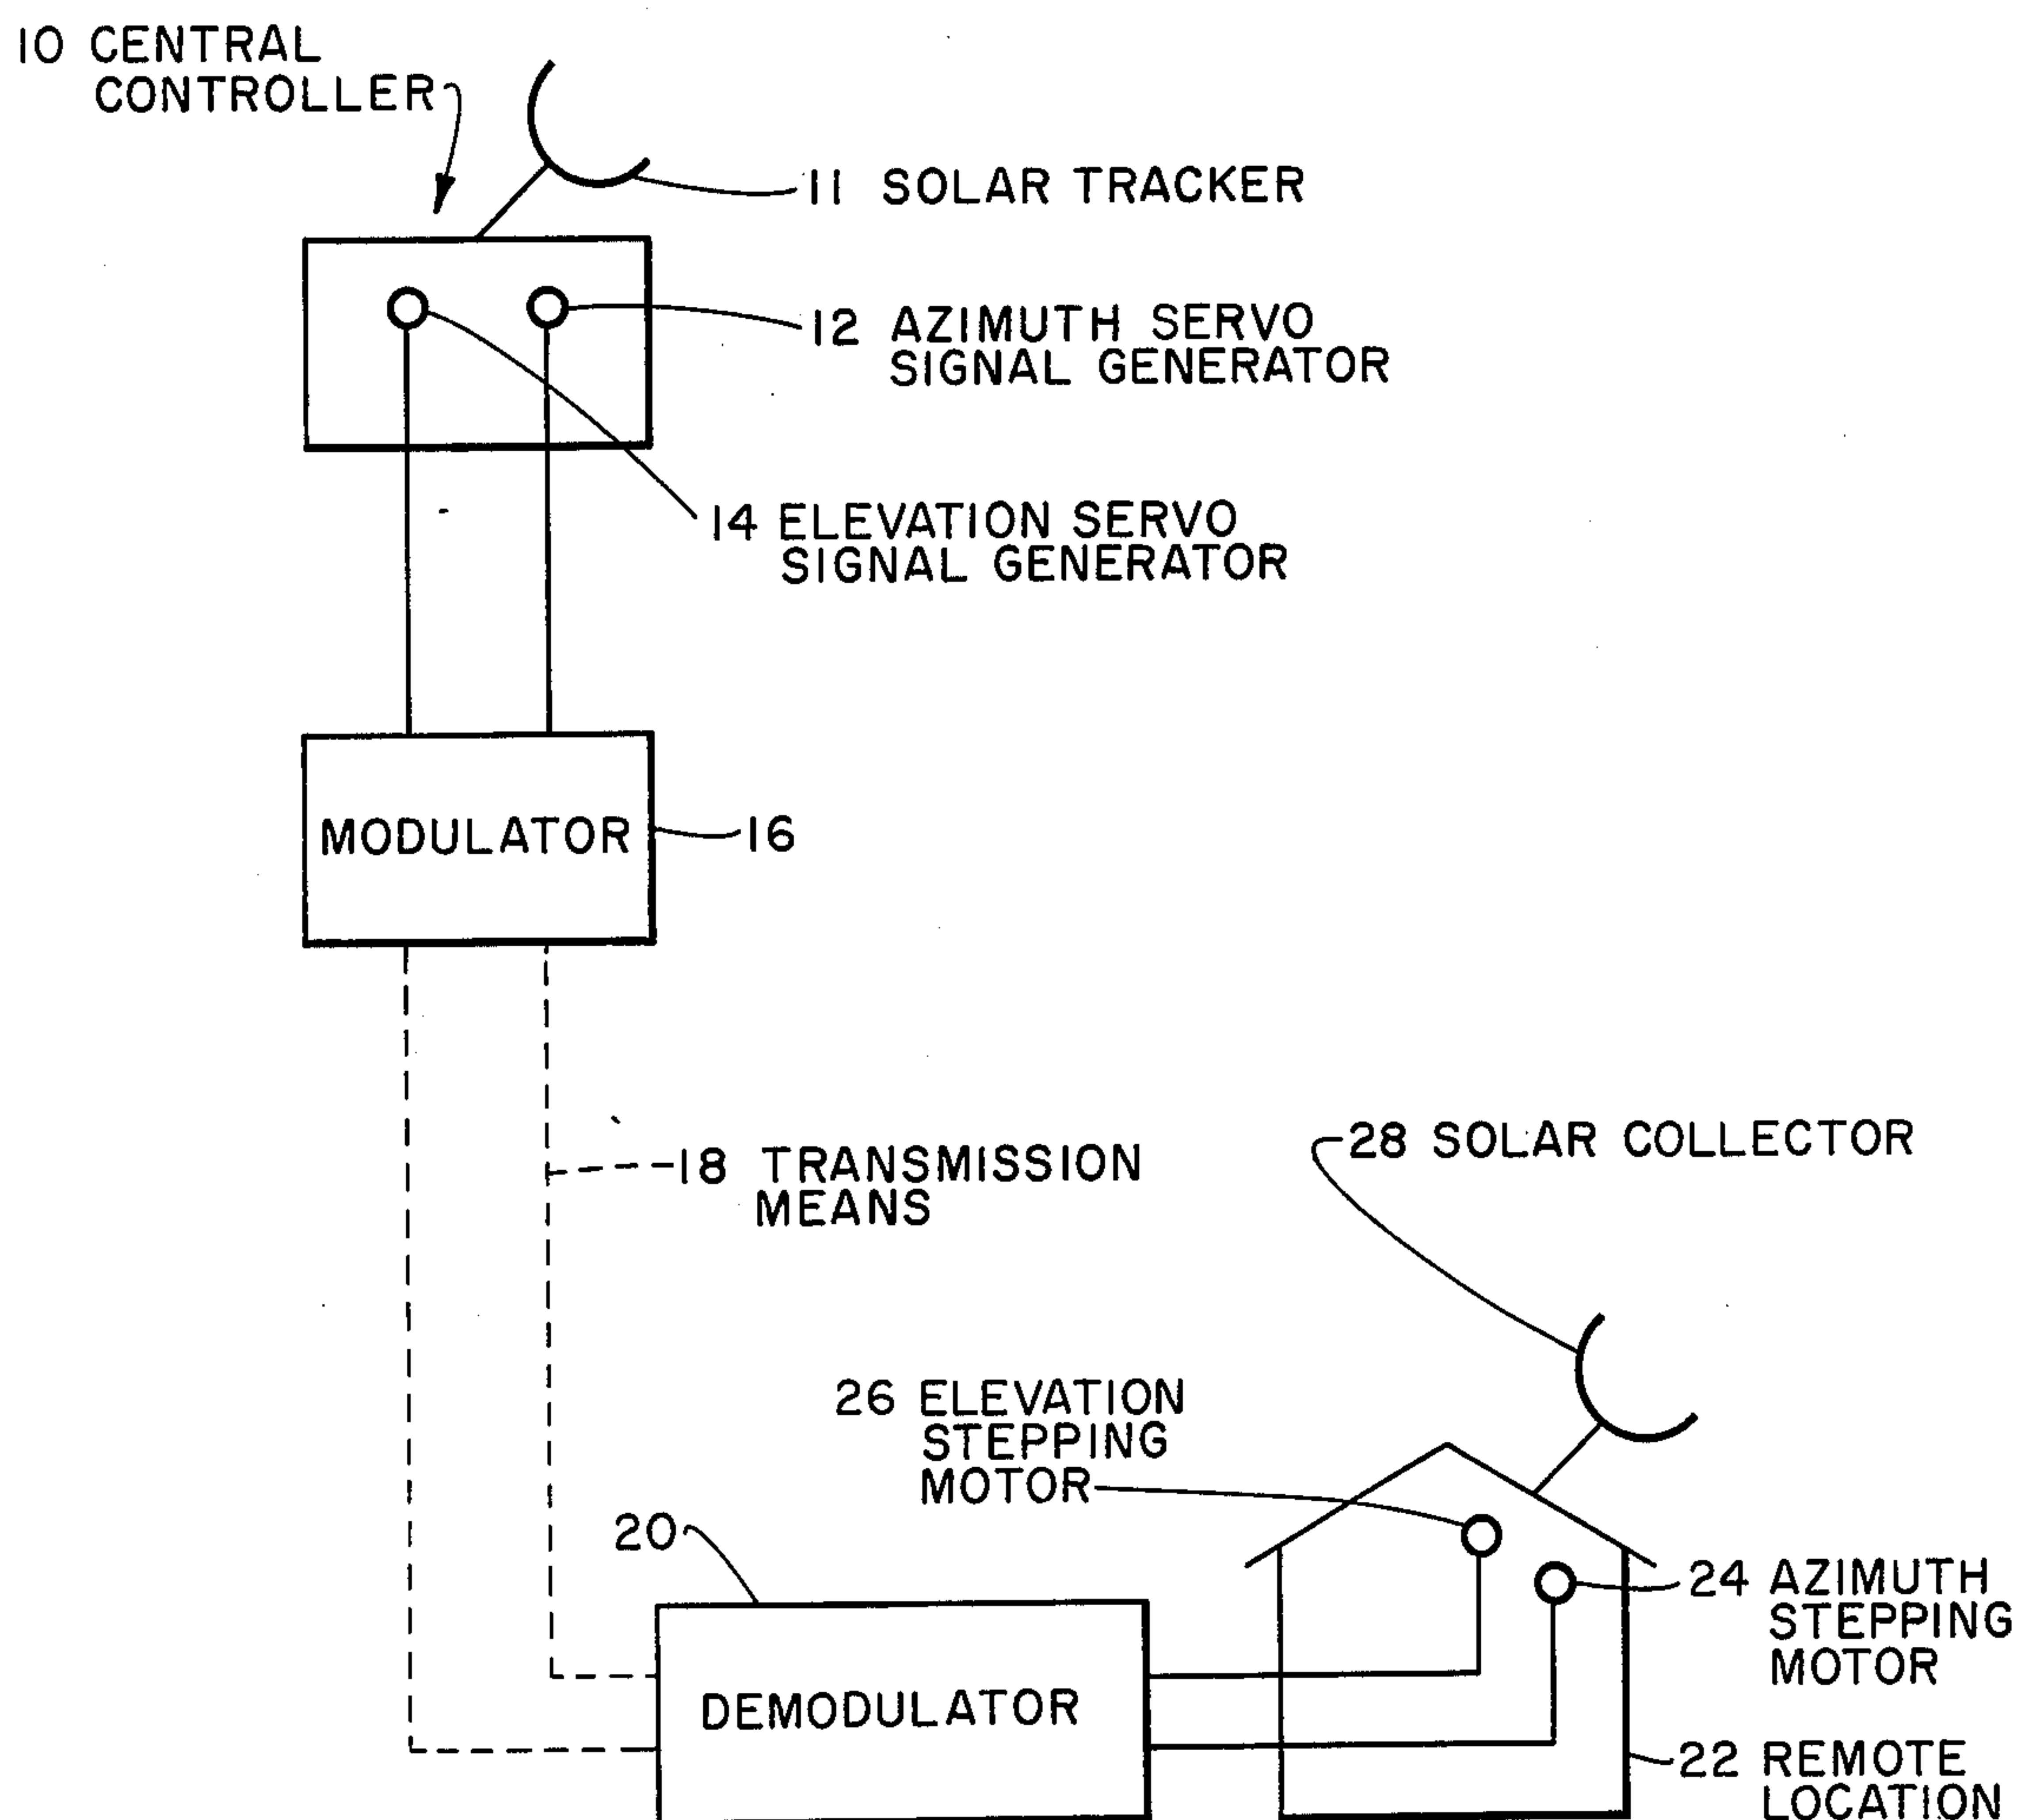 10 CENTRAL
CONTROLLER
11 SOLAR TRACKER
12 AZIMUTH SERVO
SIGNAL GENERATOR
14 ELEVATION SERVO
SIGNAL GENERATOR
MODULATOR
16
18 TRANSMISSION
MEANS
28 SOLAR COLLECTOR
26 ELEVATION
STEPPING
MOTOR
20
24 AZIMUTH
STEPPING
MOTOR
DEMODULATOR
22 REMOTE
LOCATION